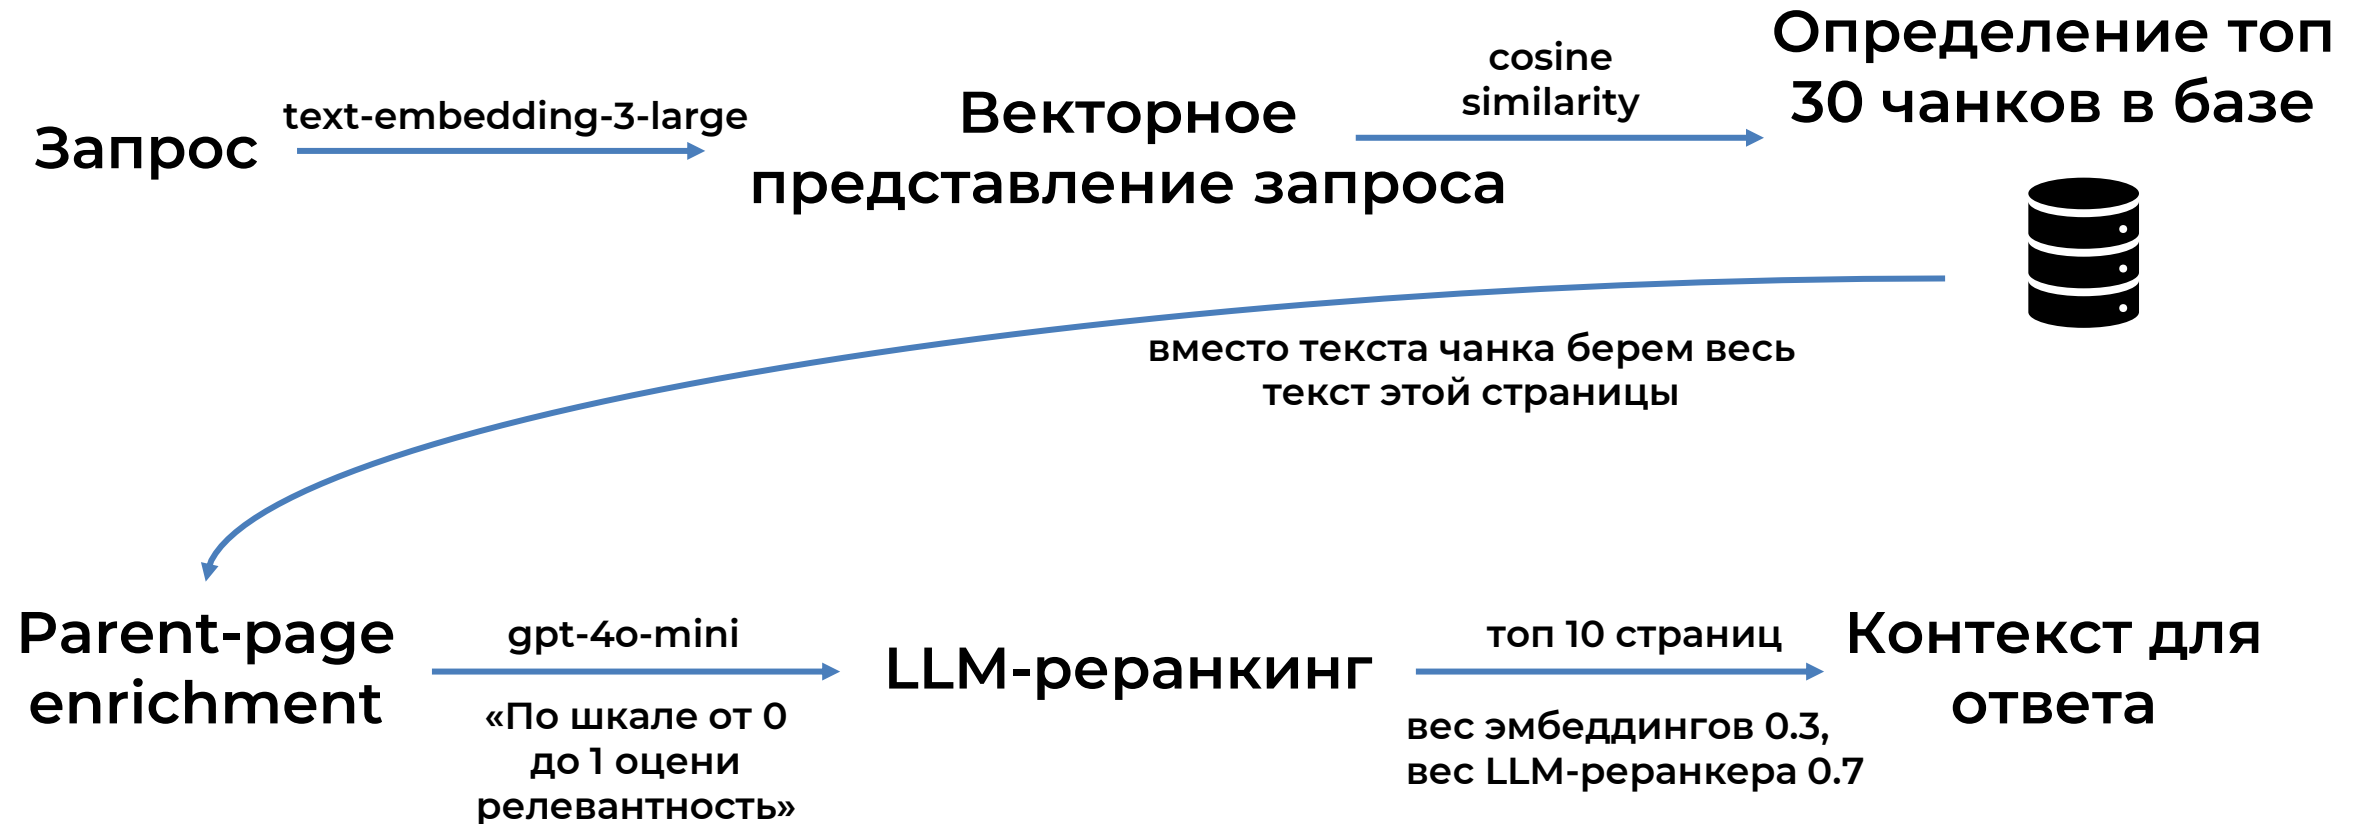 Запрос
text-embedding-3-large
Векторное
представление запроса
cosine
similarity
Определение топ
30 чанков в базе
вместо текста чанка берем весь
текст этой страницы
Parent-page
enrichment
gpt-4o-mini
«По шкале от 0
до 1 оцени
релевантность»
LLM-реранкинг
топ 10 страниц
вес эмбеддингов 0.3,
вес LLM-реранкера 0.7
Контекст для
ответа